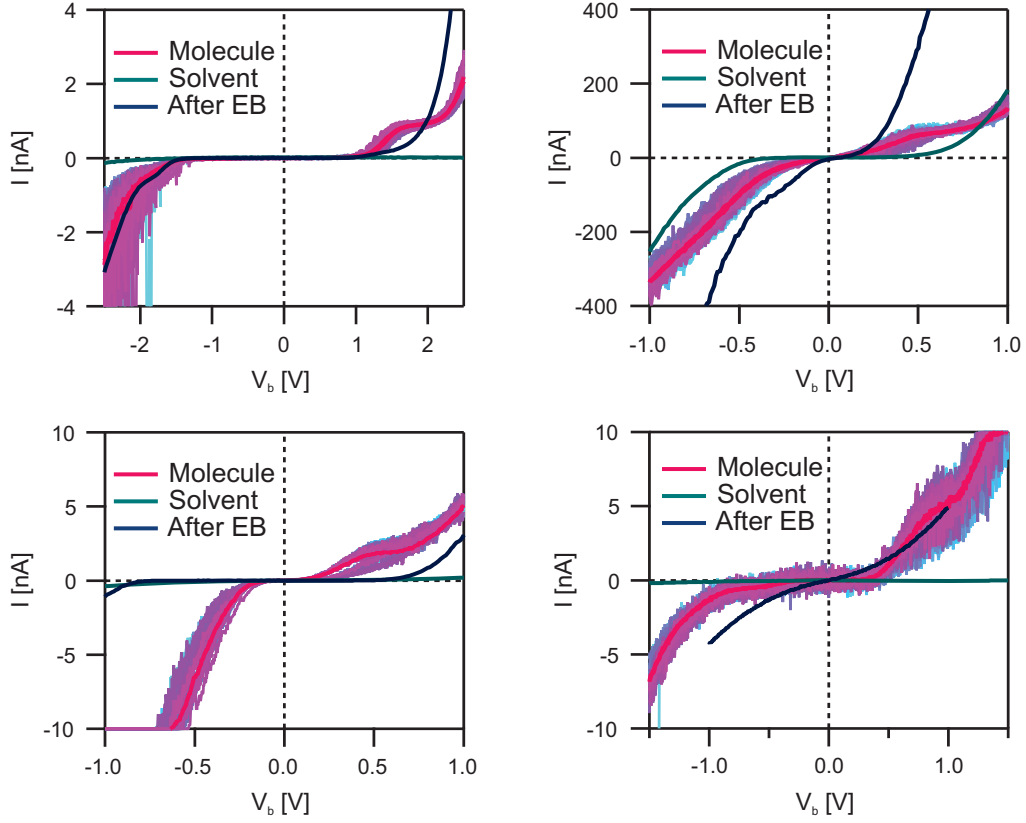 4
2
0
-2
-4
I [nA]
Molecule
Solvent
After EB
-2 -1 0 1 2
V_b [V]
400
200
0
-200
-400
I [nA]
Molecule
Solvent
After EB
-1.0 -0.5 0.0 0.5 1.0
V_b [V]
10
5
0
-5
-10
I [nA]
Molecule
Solvent
After EB
-1.0 -0.5 0.0 0.5 1.0
V_b [V]
10
5
0
-5
-10
I [nA]
Molecule
Solvent
After EB
-1.0 0.0 1.0
V_b [V]